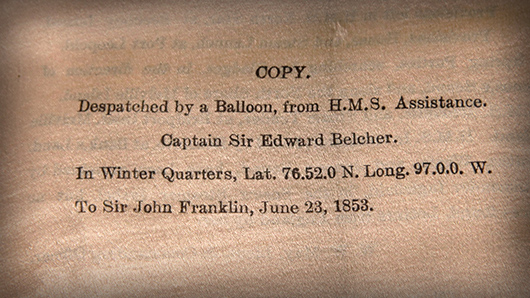 COPY.
Despatched by a Balloon, from H.M.S. Assistance.
Captain Sir Edward Belcher.
In Winter Quarters, Lat. 76.52.0 N. Long. 97.0.0. W.
To Sir John Franklin, June 23, 1853.